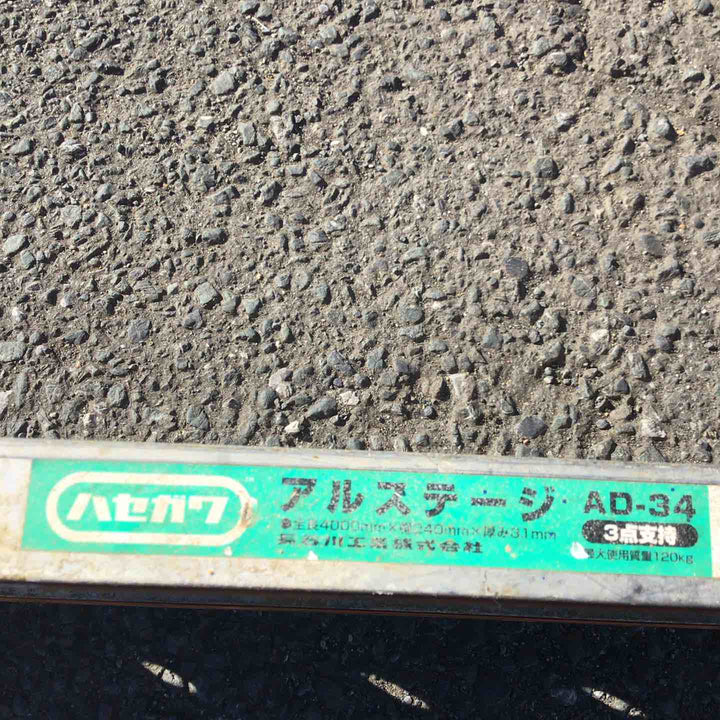 ハセガワ
アルステージ AD-34
●全長4000mm×幅240mm×厚み31mm
3点支持
長谷川工業株式会社
最大使用質量120kg